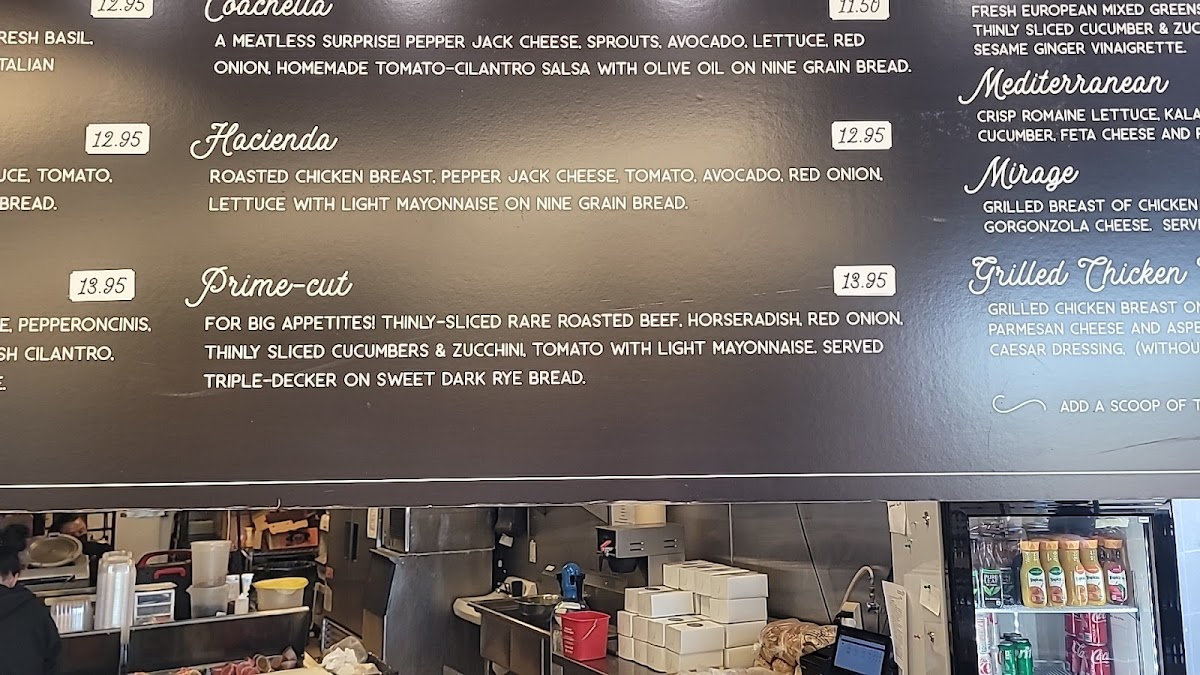 12.95
RESH BASIL,
ITALIAN
12.95
UCE, TOMATO,
BREAD.
13.95
E, PEPPERONCINIS,
SH CILANTRO,
Coachella 11.50
A MEATLESS SURPRISE! PEPPER JACK CHEESE, SPROUTS, AVOCADO, LETTUCE, RED
ONION, HOMEMADE TOMATO-CILANTRO SALSA WITH OLIVE OIL ON NINE GRAIN BREAD.
Hacienda 12.95
ROASTED CHICKEN BREAST, PEPPER JACK CHEESE, TOMATO, AVOCADO, RED ONION,
LETTUCE WITH LIGHT MAYONNAISE ON NINE GRAIN BREAD.
Prime-cut 13.95
FOR BIG APPETITES! THINLY-SLICED RARE ROASTED BEEF, HORSERADISH, RED ONION,
THINLY SLICED CUCUMBERS & ZUCCHINI, TOMATO WITH LIGHT MAYONNAISE. SERVED
TRIPLE-DECKER ON SWEET DARK RYE BREAD.
FRESH EUROPEAN MIXED GREENS
THINLY SLICED CUCUMBER & ZUC
SESAME GINGER VINAIGRETTE.
Mediterranean
CRISP ROMAINE LETTUCE, KALA
CUCUMBER, FETA CHEESE AND
Mirage
GRILLED BREAST OF CHICKEN
GORGONZOLA CHEESE. SERV
Grilled Chicken
GRILLED CHICKEN BREAST ON
PARMESAN CHEESE AND ASPE
CAESAR DRESSING. (WITHOU
ADD A SCOOP OF T